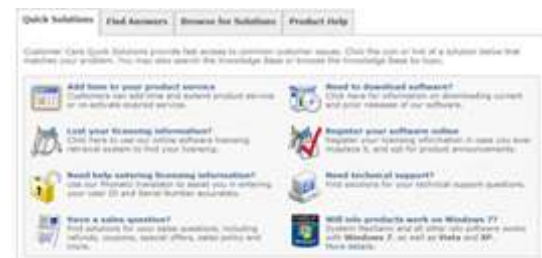 Quick Solutions
Find Answers
Browse for Solutions
Product Help
Customer Care Quick Solutions provide fast access to common customer issues. Click the icon or link of a solution below that
matches your problem. You may also search the Knowledge Base or browse the Knowledge Base by topic.
Add time to your product service
Customers can add time and extend product service
or re-activate expired service.
Need to download software?
Click here for information on downloading current
and prior releases of our software.
Lost your licensing information?
Click here to use our online software licensing
retrieval system to find your licensing.
Register your software online
Register your licensing information in case you ever
misplace it, and opt for product announcements.
Need help entering licensing information?
Use our Phonetic translator to assist you in entering
your user ID and Serial Number accurately.
Need technical support?
Find solutions for your technical support questions.
Have a sales question?
Find solutions for your sales questions, including
refunds, coupons, special offers, sales policy and
more.
Will iolo products work on Windows 7?
System Mechanic and all other iolo software works
with Windows 7, as well as Vista and XP.
More details.